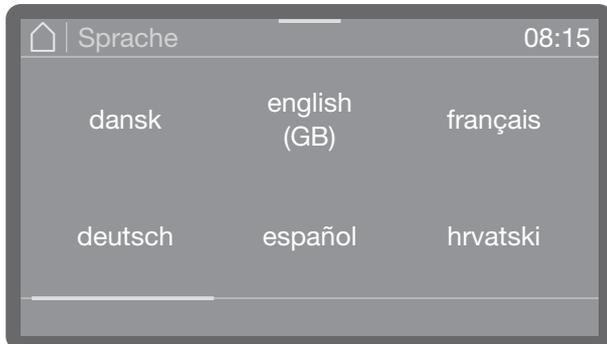 Sprache 08:15
dansk english (GB) français
deutsch español hrvatski